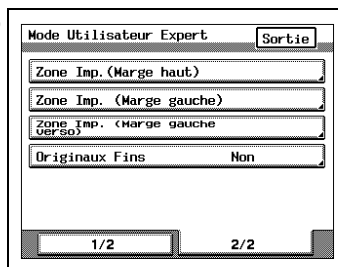 Mode Utilisateur Expert
Sortie
Zone Imp.(Marge haut)
Zone Imp. (Marge gauche)
Zone Imp. (Marge gauche
verso)
Originaux Fins Non
1/2 2/2